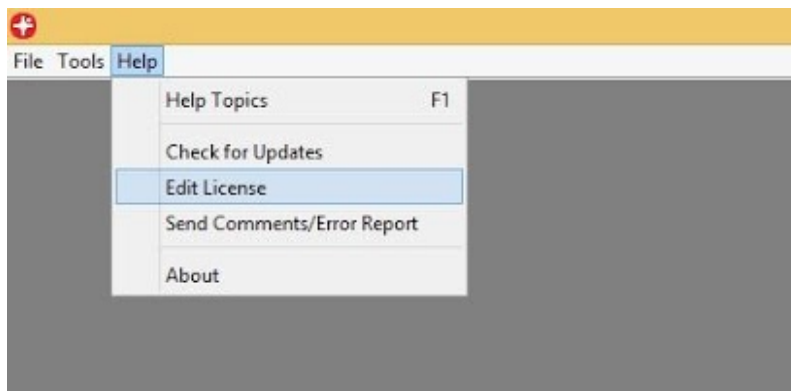 File Tools Help
Help Topics F1
Check for Updates
Edit License
Send Comments/Error Report
About